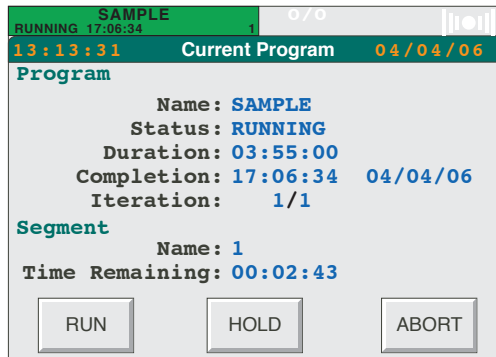 SAMPLE
RUNNING 17:06:34 1
0/0
13:13:31 Current Program 04/04/06
Program
Name: SAMPLE
Status: RUNNING
Duration: 03:55:00
Completion: 17:06:34 04/04/06
Iteration: 1/1
Segment
Name: 1
Time Remaining: 00:02:43
RUN HOLD ABORT